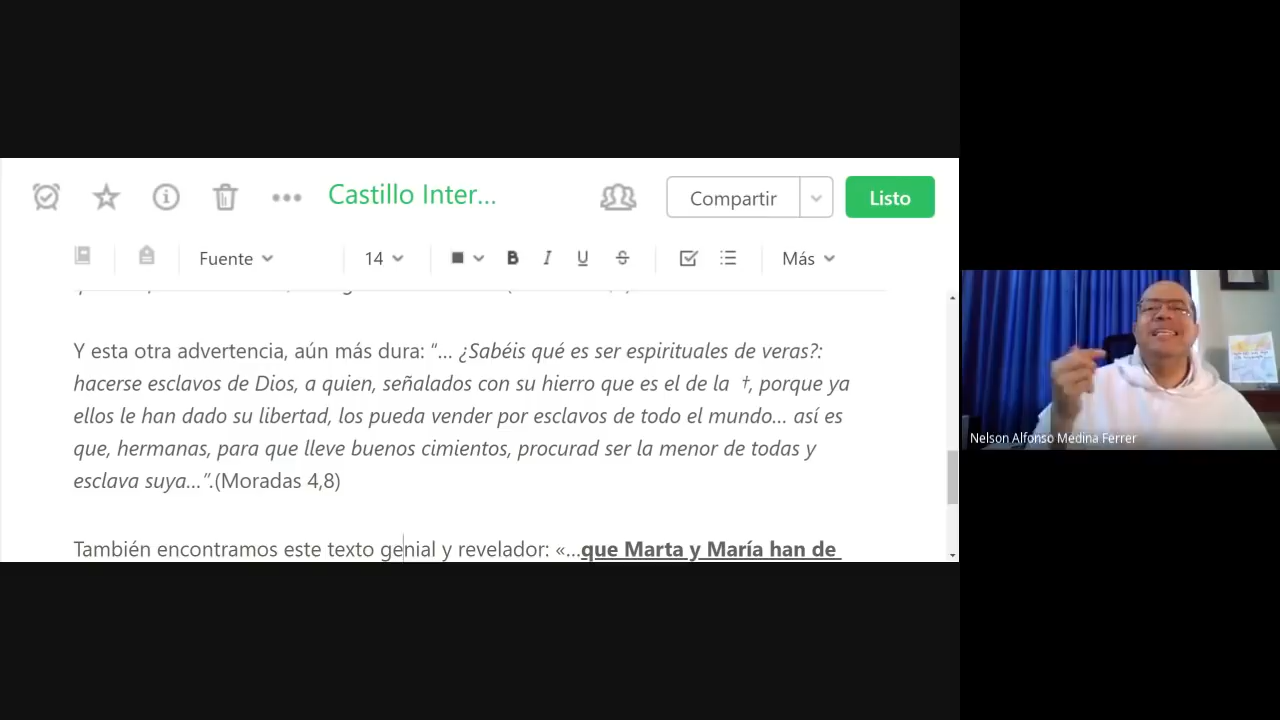 Castillo Inter...
Compartir
Listo
Fuente
14
B I U S
Más
Y esta otra advertencia, aún más dura: “... ¿Sabéis qué es ser espirituales de veras?:
hacerse esclavos de Dios, a quien, señalados con su hierro que es el de la †, porque ya
ellos le han dado su libertad, los pueda vender por esclavos de todo el mundo... así es
que, hermanas, para que lleve buenos cimientos, procurad ser la menor de todas y
esclava suya...”.(Moradas 4,8)
También encontramos este texto genial y revelador: «...que Marta y María han de
Nelson Alfonso Medina Ferrer